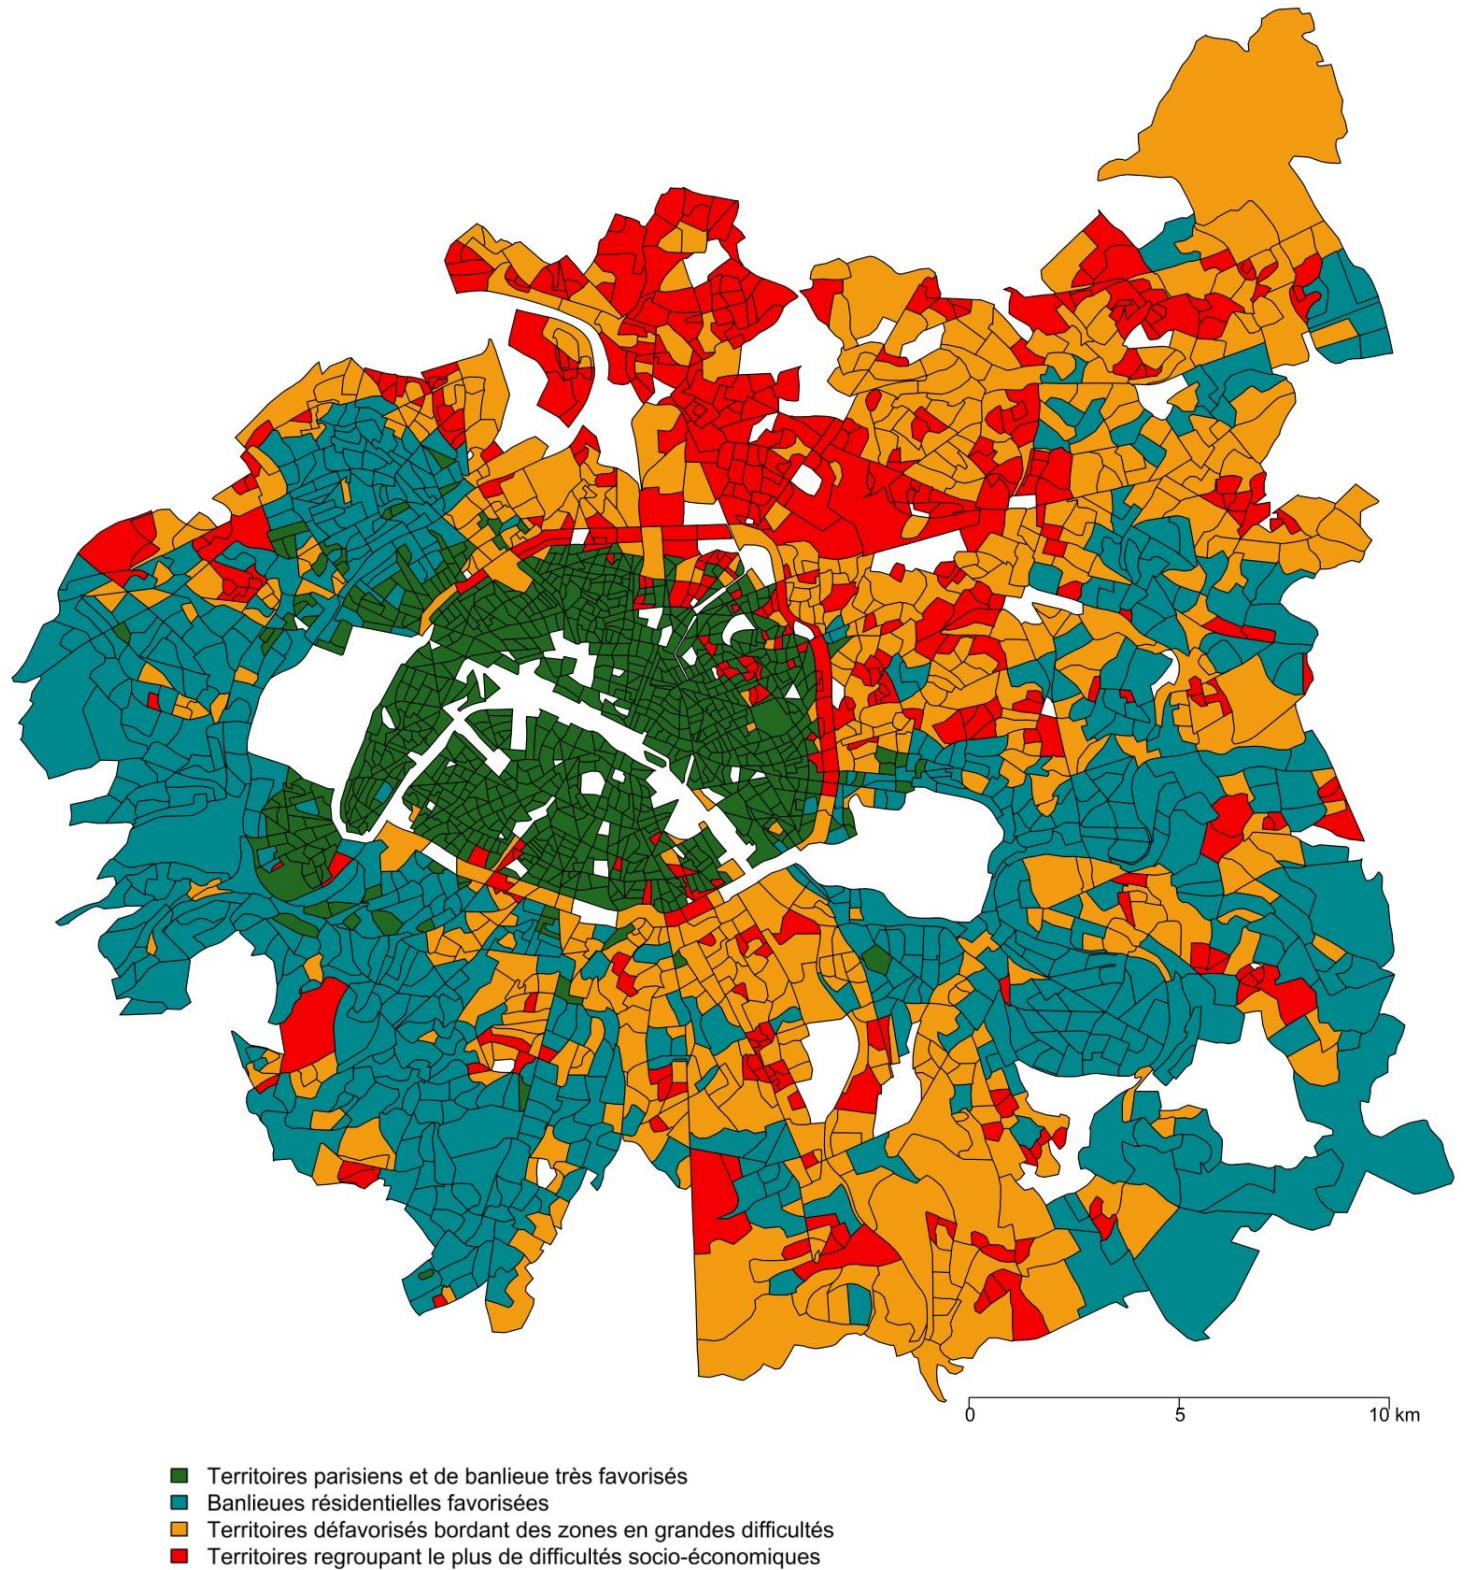 0 5 10 km
Territoires parisiens et de banlieue très favorisés
Banlieues résidentielles favorisées
Territoires défavorisés bordant des zones en grandes difficultés
Territoires regroupant le plus de difficultés socio-économiques